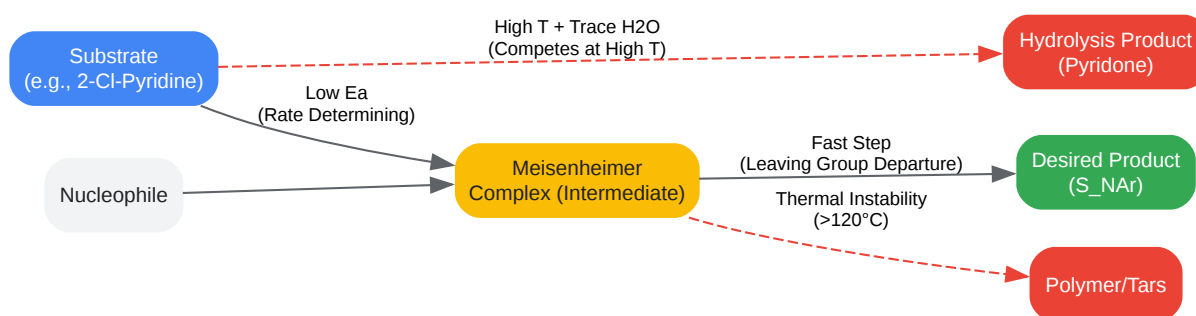 Substrate
(e.g., 2-Cl-Pyridine)
High T + Trace H2O
(Competes at High T)
Hydrolysis Product
(Pyridone)
Low Ea
(Rate Determining)
Nucleophile
Meisenheimer
Complex (Intermediate)
Fast Step
(Leaving Group Departure)
Desired Product
(S_NAr)
Thermal Instability
(>120°C)
Polymer/Tars